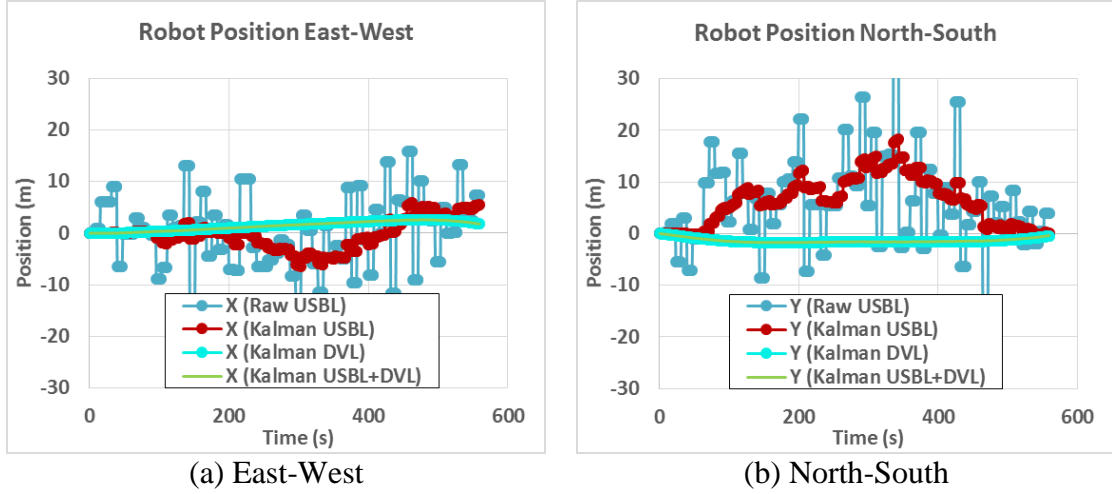 Robot Position East-West
30
20
10
0
-10
-20
-30
Position (m)
X (Raw USBL)
X (Kalman USBL)
X (Kalman DVL)
X (Kalman USBL+DVL)
0
200
400
600
Time (s)
(a) East-West
Robot Position North-South
30
20
10
0
-10
-20
-30
Position (m)
Y (Raw USBL)
Y (Kalman USBL)
Y (Kalman DVL)
Y (Kalman USBL+DVL)
0
200
400
600
Time (s)
(b) North-South